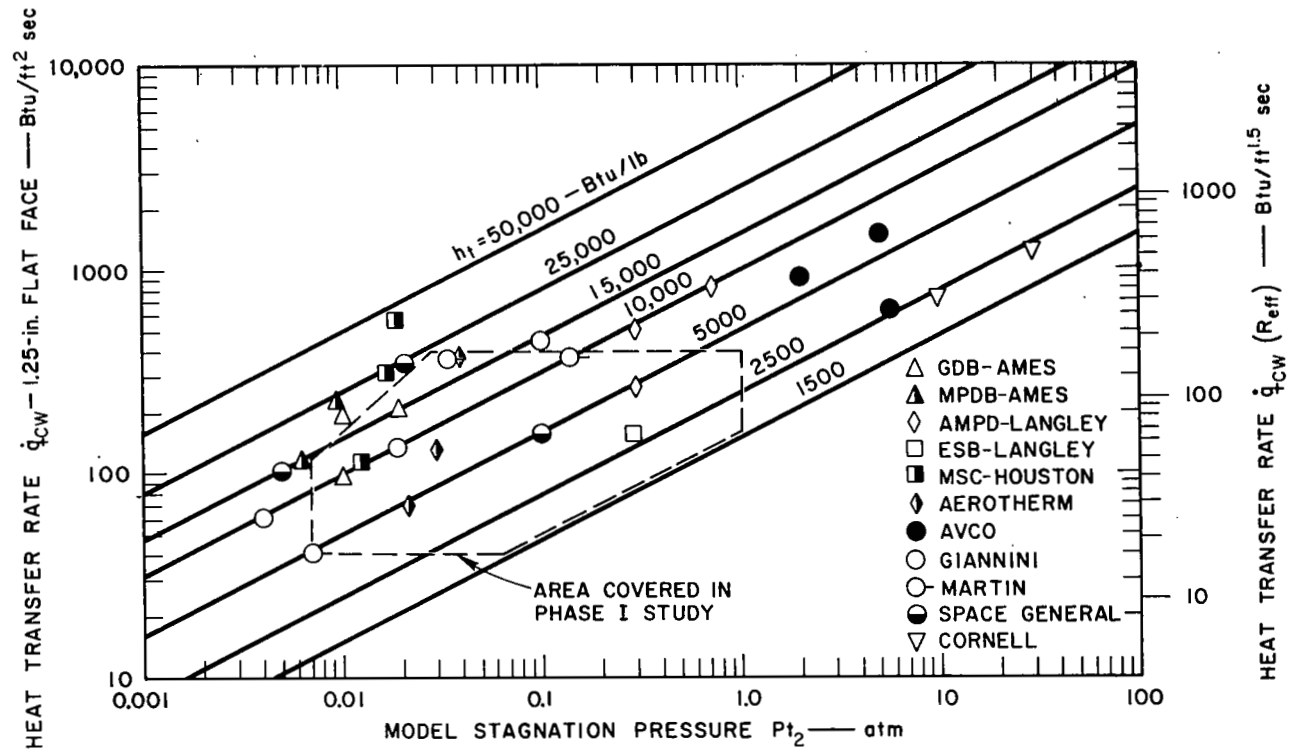 HEAT TRANSFER RATE q̇CW — 1.25-in. FLAT FACE — Btu/ft² sec
10,000
1000
100
10
0.001
0.01
0.1
1.0
10
100
MODEL STAGNATION PRESSURE Pt₂ — atm
ht = 50,000 — Btu/lb
25,000
15,000
10,000
5000
2500
1500
AREA COVERED IN
PHASE I STUDY
GDB-AMES
MPDB-AMES
AMPD-LANGLEY
ESB-LANGLEY
MSC-HOUSTON
AEROTHERM
AVCO
GIANNINI
MARTIN
SPACE GENERAL
CORNELL
1000
100
10
HEAT TRANSFER RATE q̇CW (Reff) — Btu/ft1.5 sec